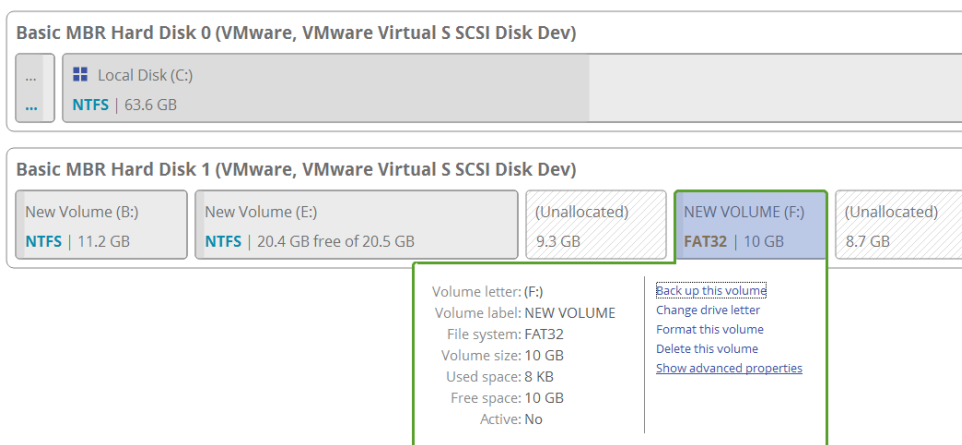 Basic MBR Hard Disk 0 (VMware, VMware Virtual S SCSI Disk Dev)
... Local Disk (C:)
... NTFS | 63.6 GB
Basic MBR Hard Disk 1 (VMware, VMware Virtual S SCSI Disk Dev)
New Volume (B:) New Volume (E:) (Unallocated) NEW VOLUME (F:) (Unallocated)
NTFS | 11.2 GB NTFS | 20.4 GB free of 20.5 GB 9.3 GB FAT32 | 10 GB 8.7 GB
Volume letter: (F:) Back up this volume
Volume label: NEW VOLUME Change drive letter
File system: FAT32 Format this volume
Volume size: 10 GB Delete this volume
Used space: 8 KB Show advanced properties
Free space: 10 GB
Active: No